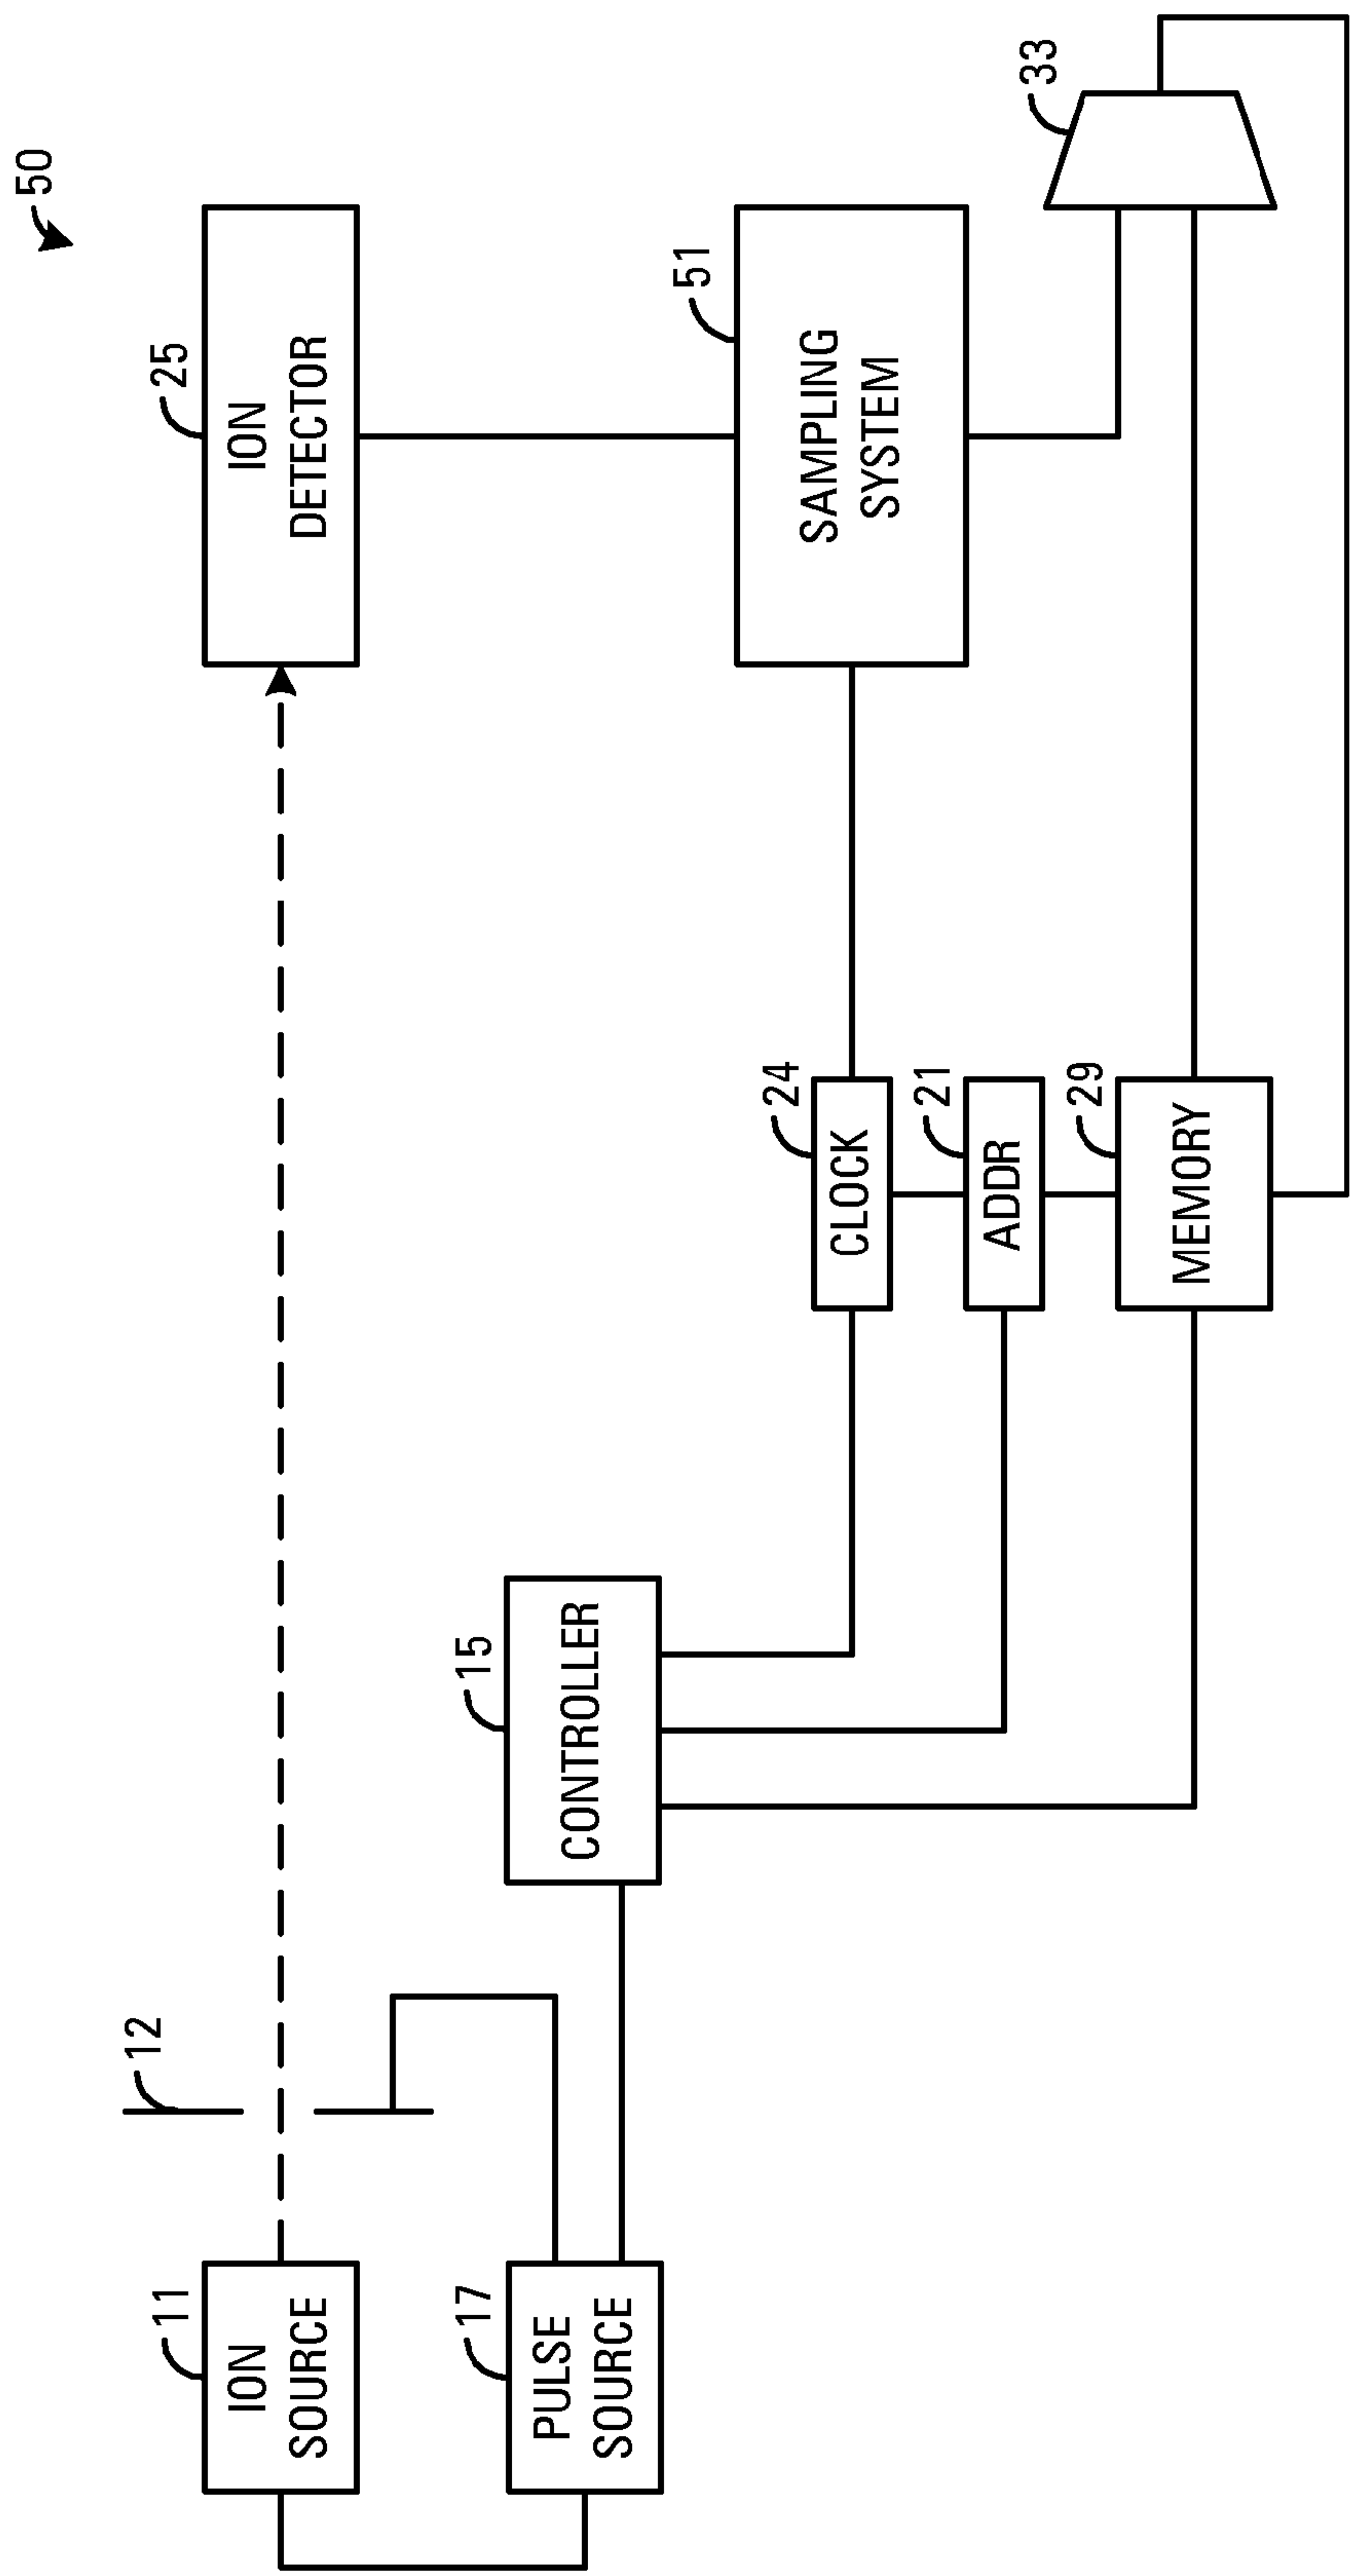 50
25
ION
DETECTOR
51
SAMPLING
SYSTEM
33
24
CLOCK
21
ADDR
29
MEMORY
15
CONTROLLER
12
11
ION
SOURCE
17
PULSE
SOURCE